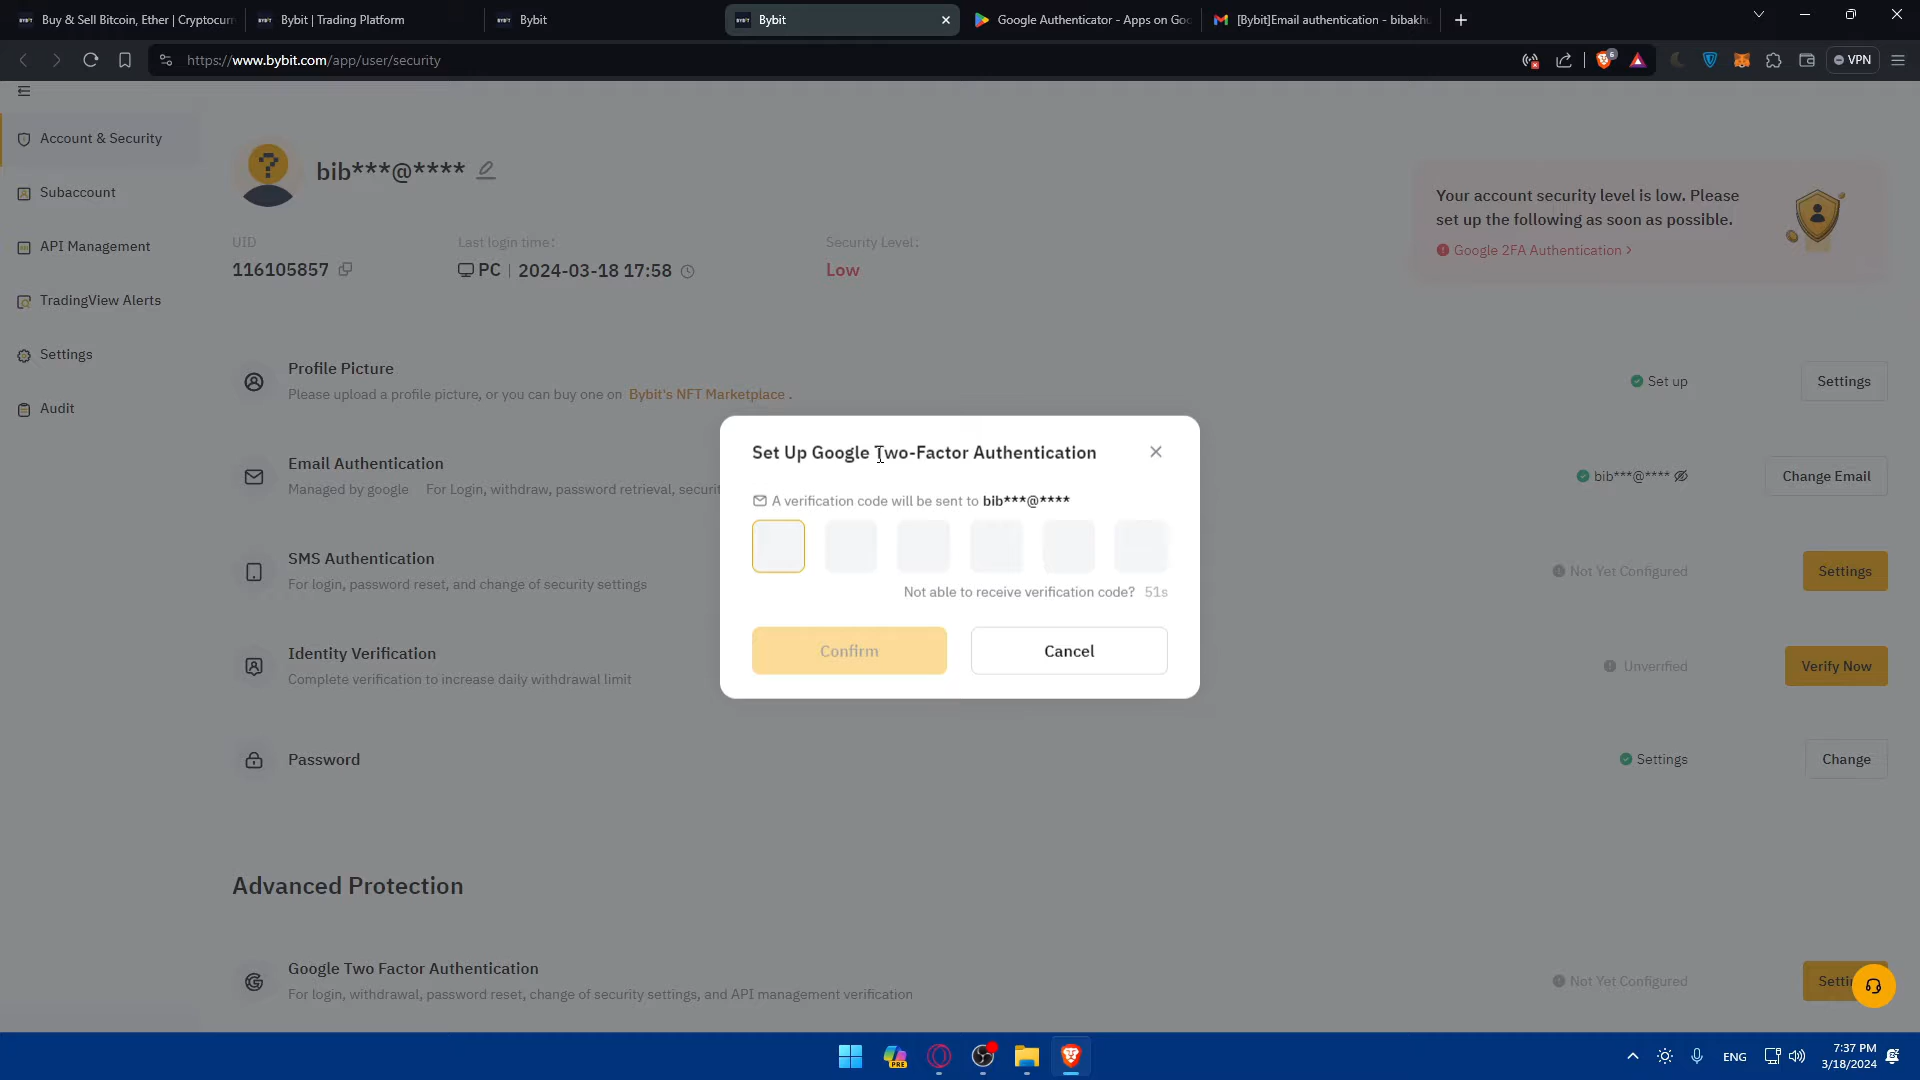 Buy & Sell Bitcoin, Ether | Cryptocurr
Bybit | Trading Platform
Bybit
Bybit
Google Authenticator - Apps on Goo
[Bybit]Email authentication - bibakhu
https://www.bybit.com/app/user/security
6
VPN
Account & Security
Subaccount
API Management
TradingView Alerts
Settings
Audit
bib***@****
UID
116105857
Last login time:
PC | 2024-03-18 17:58
Security Level:
Low
Your account security level is low. Please
set up the following as soon as possible.
Google 2FA Authentication >
Profile Picture
Please upload a profile picture, or you can buy one on Bybit's NFT Marketplace .
Set up
Settings
Email Authentication
Managed by google For Login, withdraw, password retrieval, securit
bib***@****
Change Email
SMS Authentication
For login, password reset, and change of security settings
Not Yet Configured
Settings
Identity Verification
Complete verification to increase daily withdrawal limit
Unverified
Verify Now
Password
Settings
Change
Advanced Protection
Google Two Factor Authentication
For login, withdrawal, password reset, change of security settings, and API management verification
Not Yet Configured
Setti
Set Up Google Two-Factor Authentication
A verification code will be sent to bib***@****
Not able to receive verification code? 51s
Confirm
Cancel
PRE
ENG
7:37 PM
3/18/2024